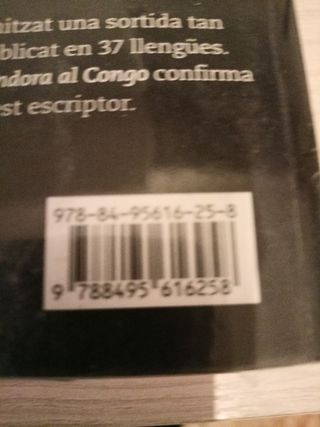 nitzat una sortida tan
blicat en 37 llengües.
ndora al Congo confirma
est escriptor.
978-84-95616-25-8
9 788495 616258